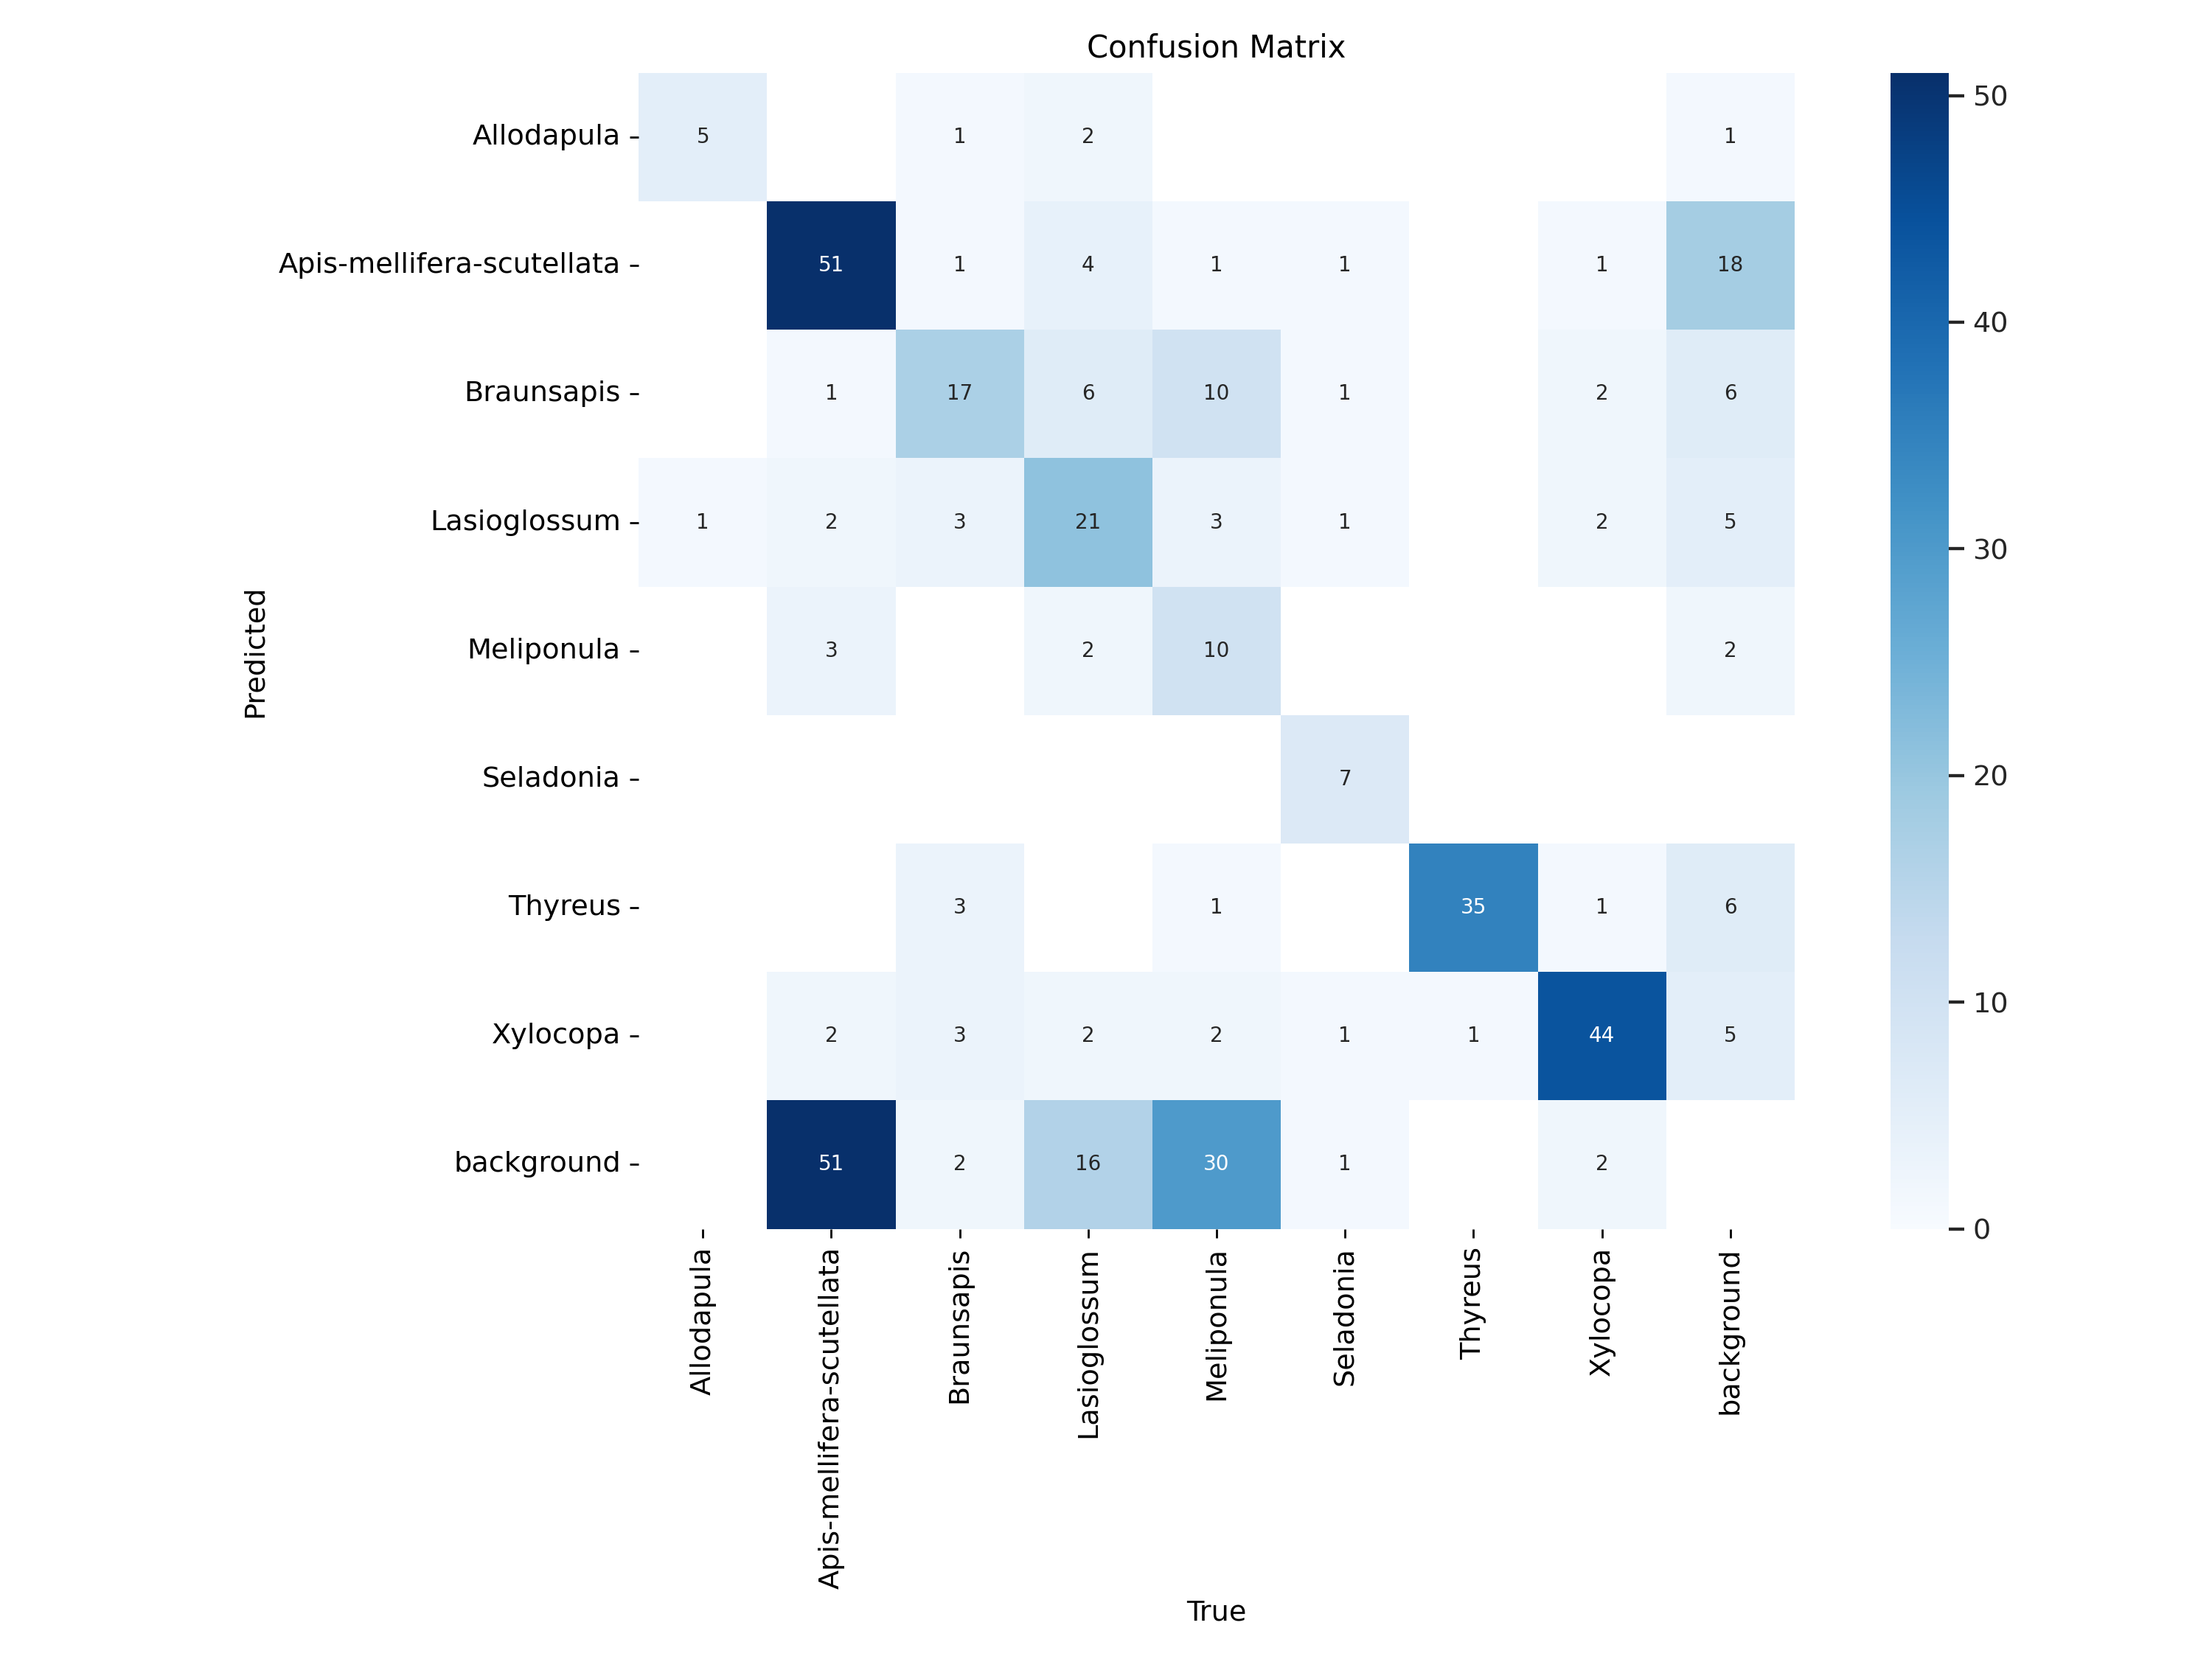 Confusion Matrix
Allodapula 5 1 2 1
Apis-mellifera-scutellata 51 1 4 1 1 1 18
Braunsapis 1 17 6 10 1 2 6
Lasioglossum 1 2 3 21 3 1 2 5
Meliponula 3 2 10 2
Seladonia 7
Thyreus 3 1 35 1 6
Xylocopa 2 3 2 2 1 1 44 5
background 51 2 16 30 1 2
Predicted
Allodapula
Apis-mellifera-scutellata
Braunsapis
Lasioglossum
Meliponula
Seladonia
Thyreus
Xylocopa
background
True
50
40
30
20
10
0